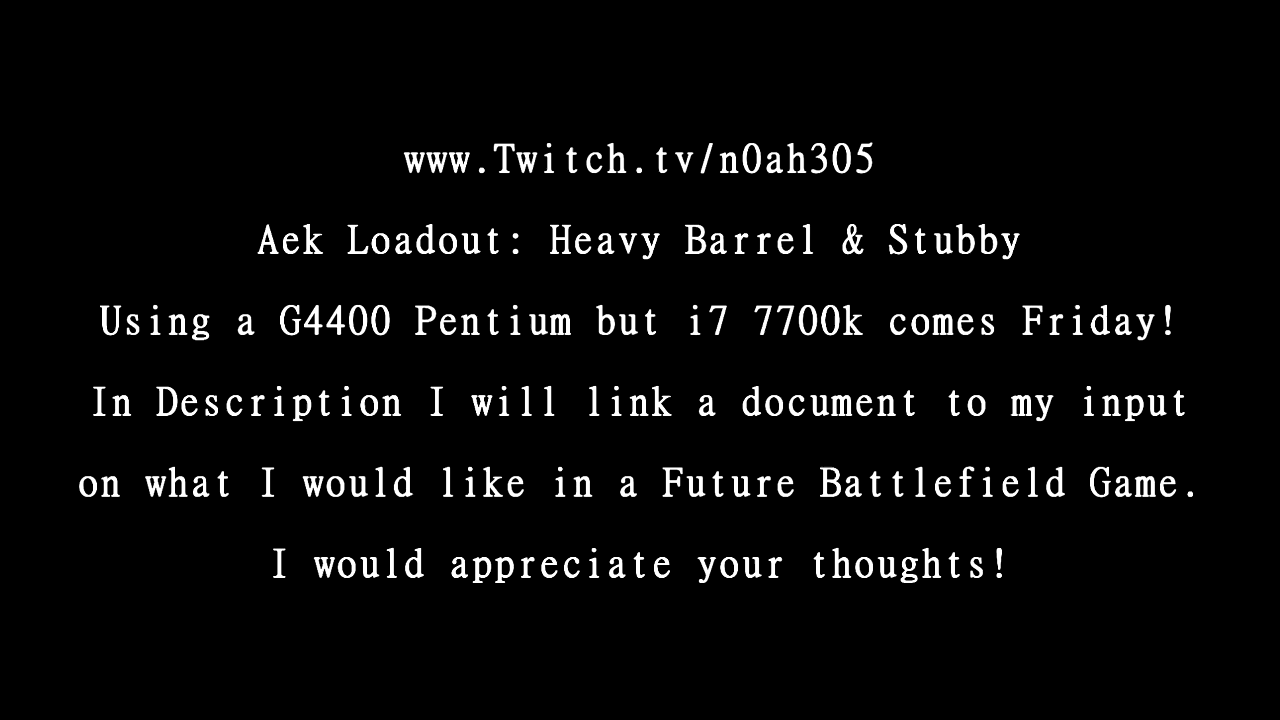 www.Twitch.tv/n0ah305
Aek Loadout: Heavy Barrel & Stubby
Using a G4400 Pentium but i7 7700k comes Friday!
In Description I will link a document to my input
on what I would like in a Future Battlefield Game.
I would appreciate your thoughts!